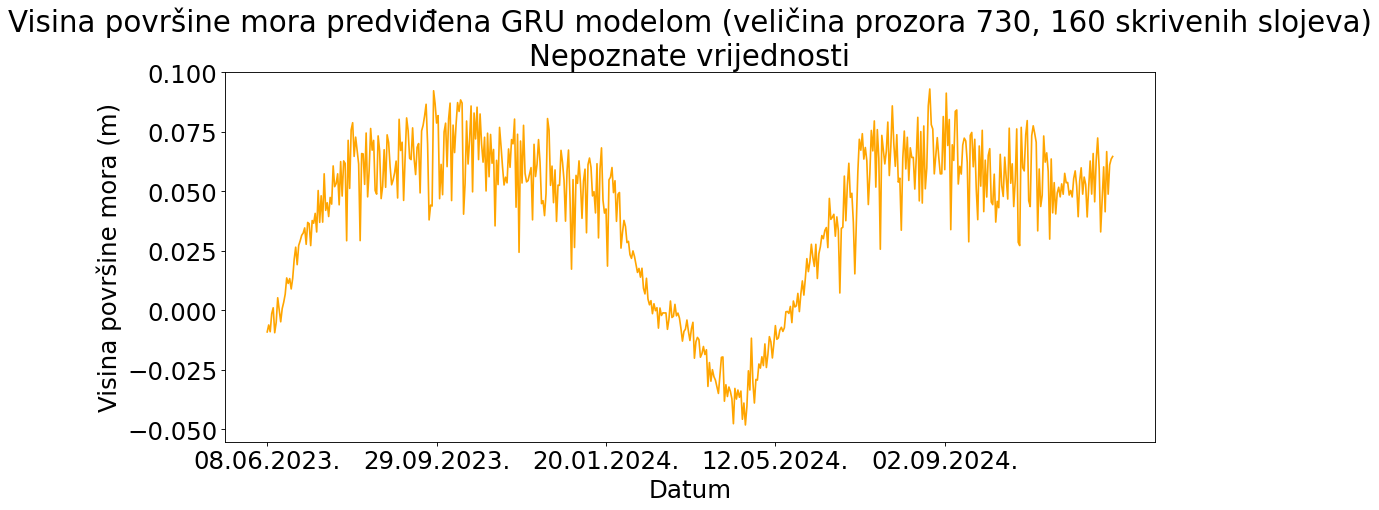 Visina površine mora predviđena GRU modelom (veličina prozora 730, 160 skrivenih slojeva)
Nepoznate vrijednosti
Visina površine mora (m)
0.100
0.075
0.050
0.025
0.000
−0.025
−0.050
08.06.2023. 29.09.2023. 20.01.2024. 12.05.2024. 02.09.2024.
Datum